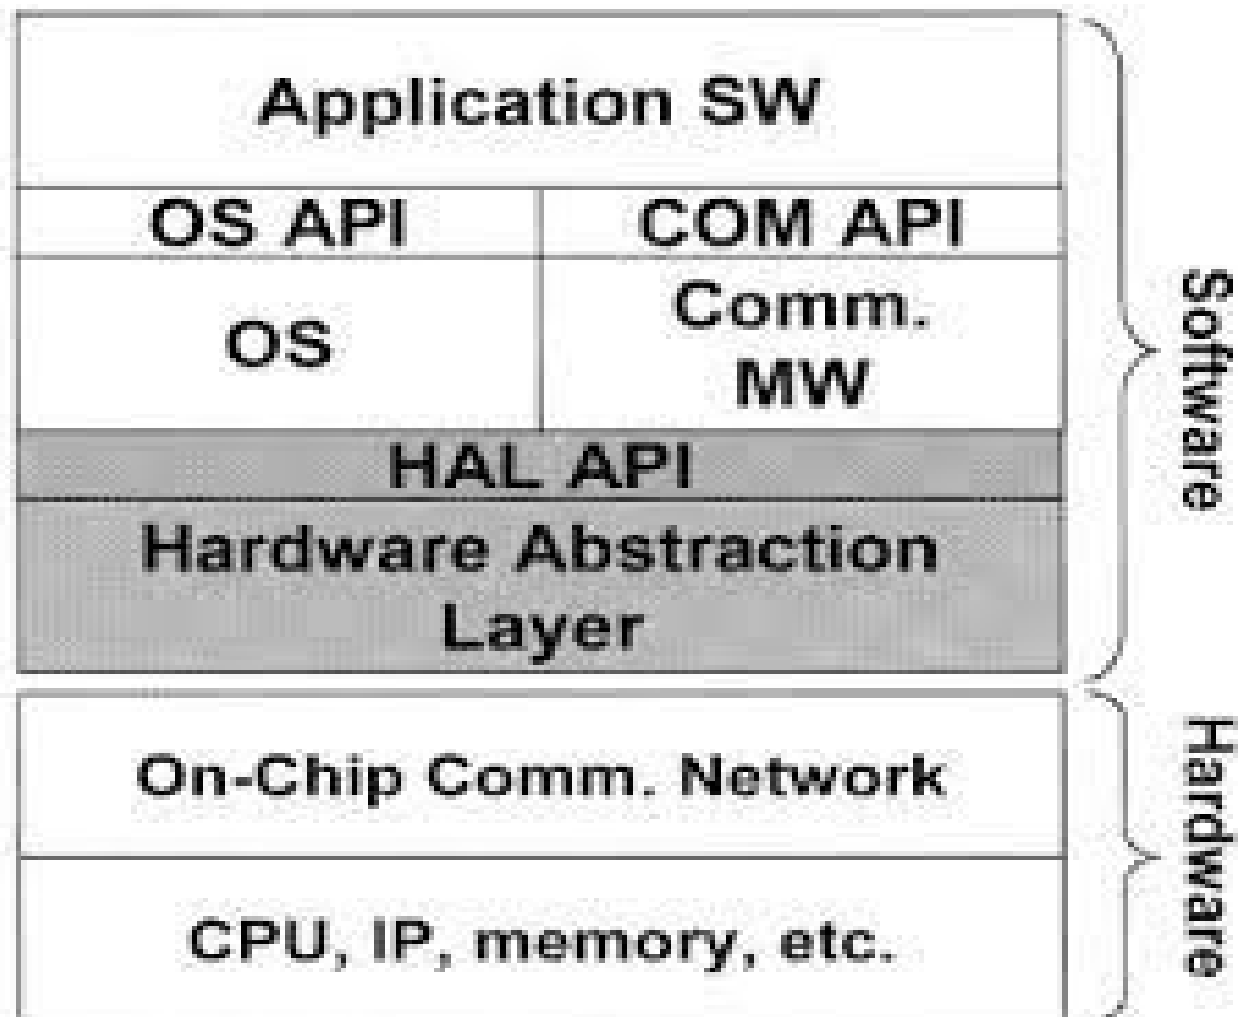 Application SW
OS API
COM API
OS
Comm.
MW
HAL API
Hardware Abstraction
Layer
On-Chip Comm. Network
CPU, IP, memory, etc.
Software
Hardware